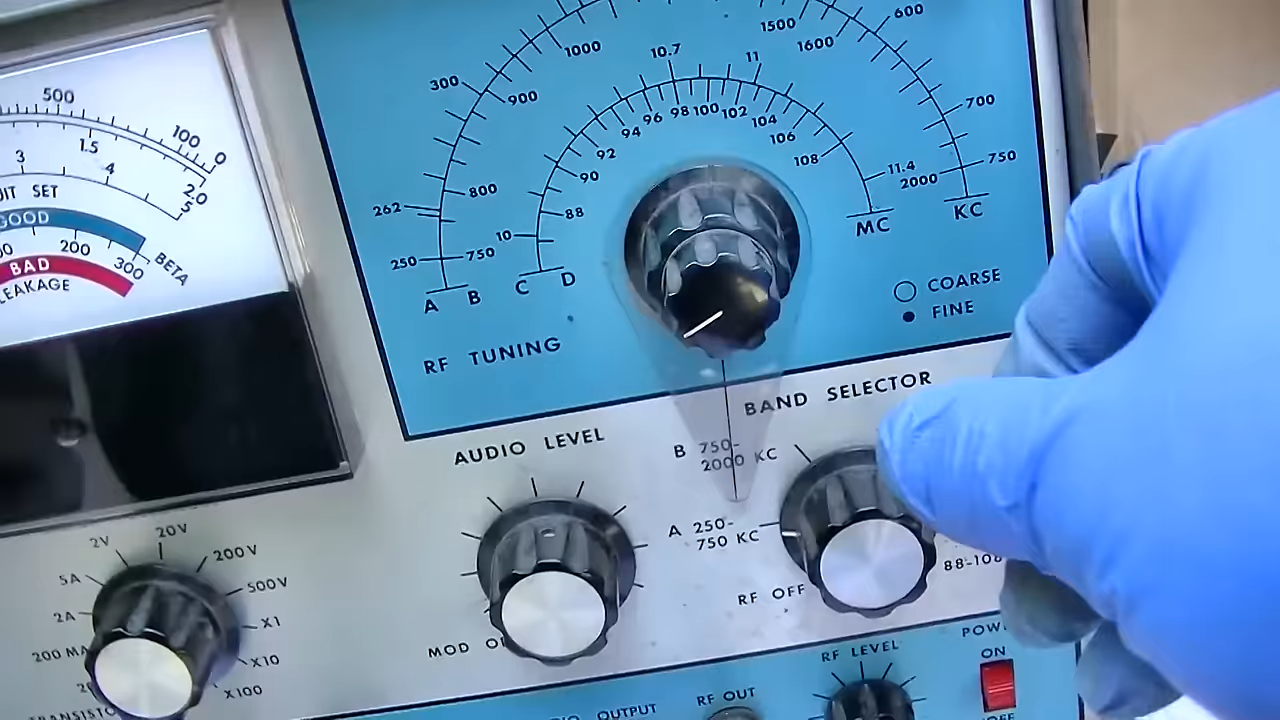 500
100
0
1.5
3
4
2.0
5
UIT SET
GOOD
200
300
BETA
BAD
LEAKAGE
1000
1500
1600
600
300
900
10.7
11
700
94
96
98
100
102
104
106
108
92
90
88
800
262
250
750
10
11.4
2000
750
A
B
C
D
MC
KC
COARSE
FINE
RF TUNING
BAND SELECTOR
AUDIO LEVEL
B 750-
2000 KC
A 250-
750 KC
RF OFF
88-108
MOD
2V
20V
200V
5A
500V
2A
X1
200 MA
X10
X100
RF LEVEL
ON
RF OUT
OUTPUT